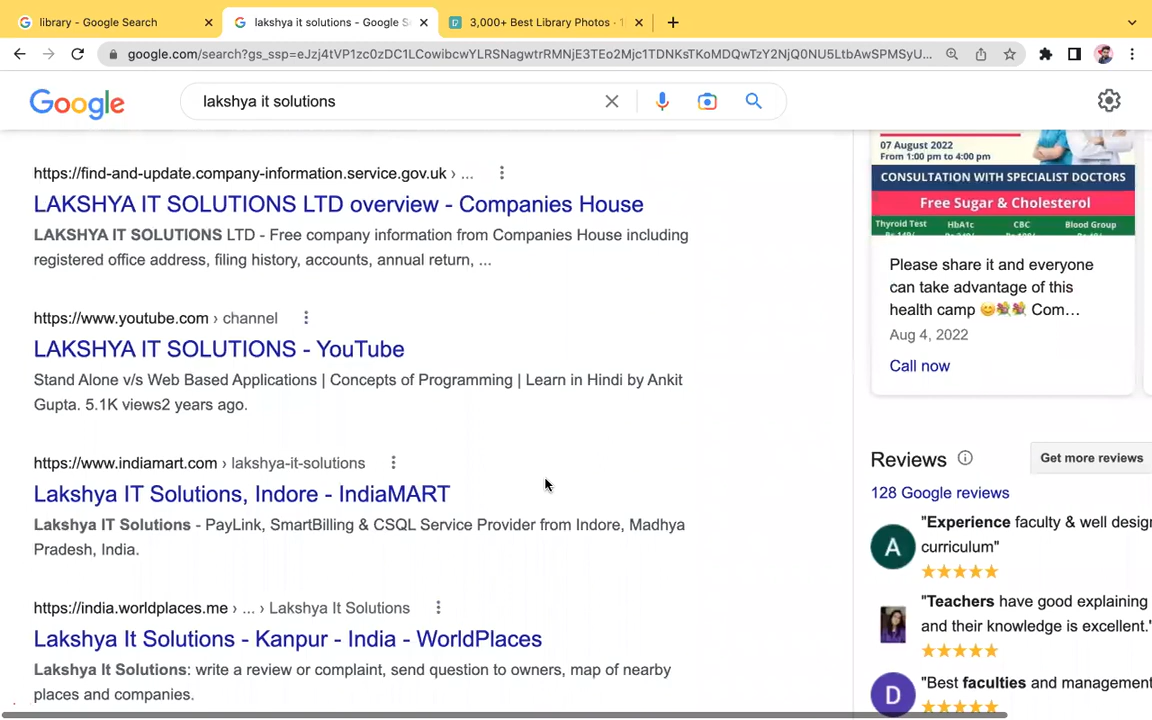 library - Google Search
lakshya it solutions - Google S
3,000+ Best Library Photos · 1
google.com/search?gs_ssp=eJzj4tVP1zc0zDC1LCowibcwYLRSNagwtrRMNjE3TEo2Mjc1TDNKsTKoMDQwTzY2NjQ0NU5LtbAwSPMSyU...
Google
lakshya it solutions
https://find-and-update.company-information.service.gov.uk › ...
LAKSHYA IT SOLUTIONS LTD overview - Companies House
LAKSHYA IT SOLUTIONS LTD - Free company information from Companies House including
registered office address, filing history, accounts, annual return, ...
https://www.youtube.com › channel
LAKSHYA IT SOLUTIONS - YouTube
Stand Alone v/s Web Based Applications | Concepts of Programming | Learn in Hindi by Ankit
Gupta. 5.1K views2 years ago.
https://www.indiamart.com › lakshya-it-solutions
Lakshya IT Solutions, Indore - IndiaMART
Lakshya IT Solutions - PayLink, SmartBilling & CSQL Service Provider from Indore, Madhya
Pradesh, India.
https://india.worldplaces.me › ... › Lakshya It Solutions
Lakshya It Solutions - Kanpur - India - WorldPlaces
Lakshya It Solutions: write a review or complaint, send question to owners, map of nearby
places and companies.
07 August 2022
From 1:00 pm to 4:00 pm
CONSULTATION WITH SPECIALIST DOCTORS
Free Sugar & Cholesterol
Thyroid Test HbA1c CBC Blood Group
Please share it and everyone
can take advantage of this
health camp 😊💐💐 Com...
Aug 4, 2022
Call now
Reviews
Get more reviews
128 Google reviews
A
"Experience faculty & well design
curriculum"
"Teachers have good explaining
and their knowledge is excellent."
D
"Best faculties and management